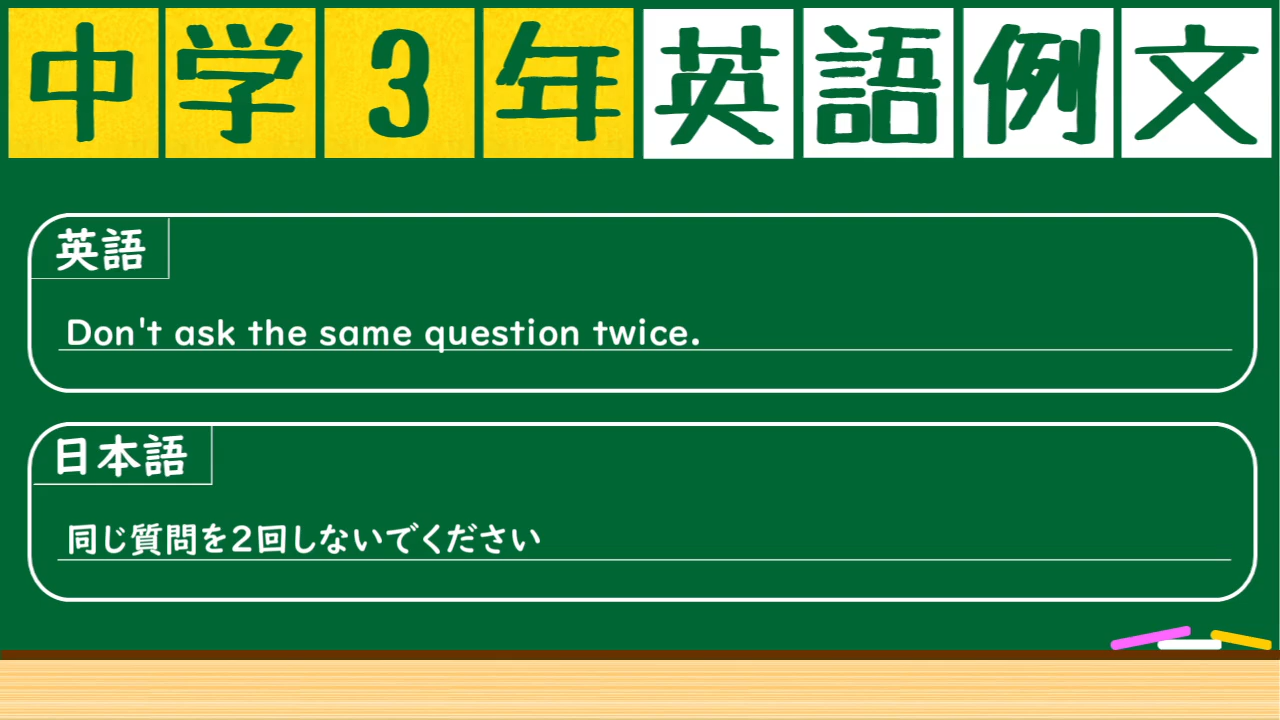 中学3年英語例文
英語
Don't ask the same question twice.
日本語
同じ質問を2回しないでください